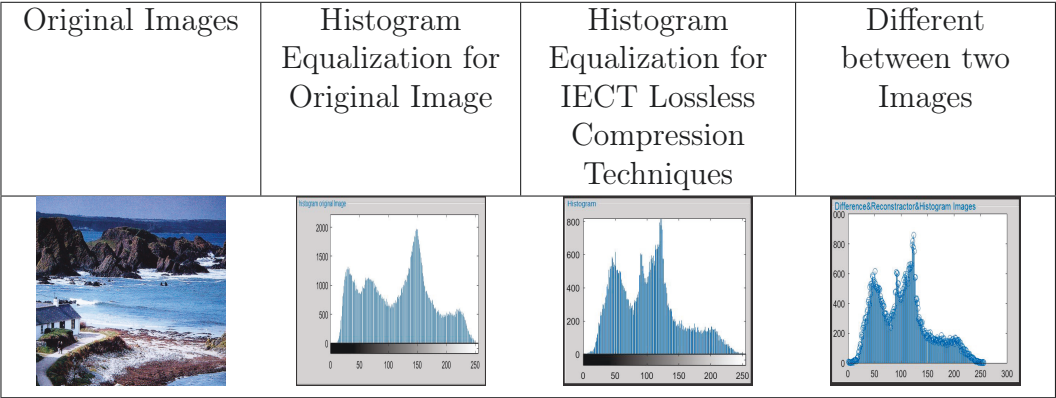 Original Images
Histogram
Equalization for
Original Image
Histogram
Equalization for
IECT Lossless
Compression
Techniques
Different
between two
Images
histogram original image
2000
1500
1000
500
0
0 50 100 150 200 250
Histogram
800
600
400
200
0
0 50 100 150 200 250
Difference&Reconstractor&Histogram Images
800
600
400
200
0
0 50 100 150 200 250 300